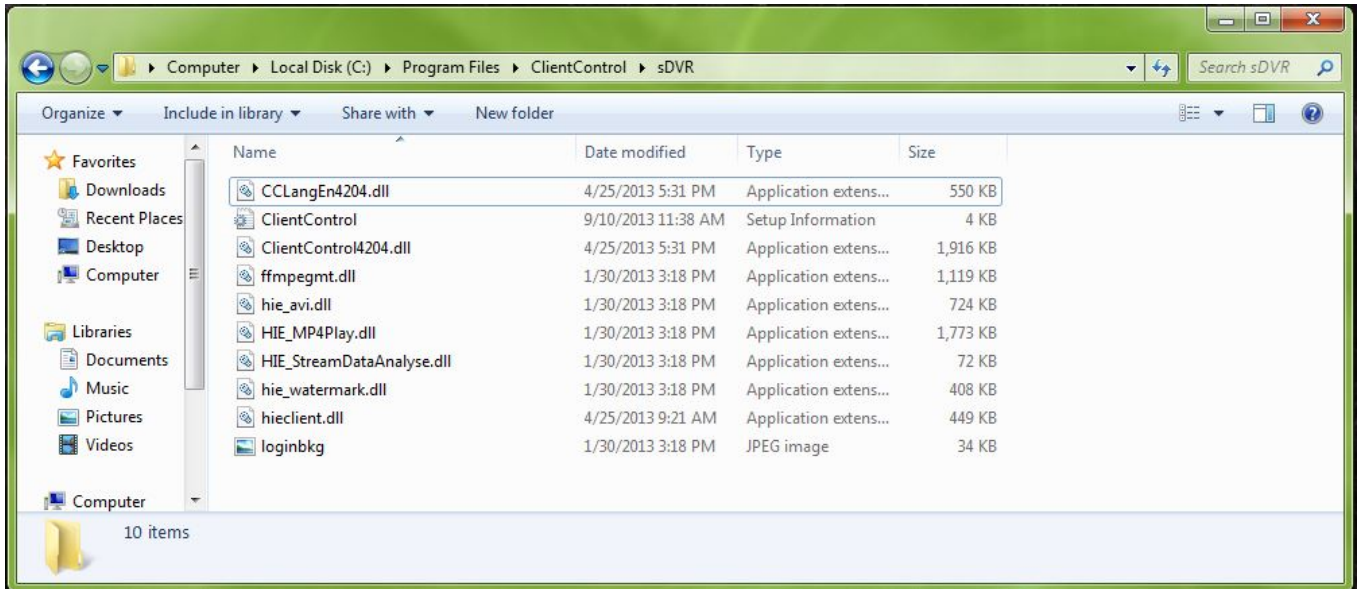 Computer Local Disk (C:) Program Files ClientControl sDVR Search sDVR
Organize Include in library Share with New folder
Favorites
Downloads
Recent Places
Desktop
Computer
Libraries
Documents
Music
Pictures
Videos
Computer
Name Date modified Type Size
CCLangEn4204.dll 4/25/2013 5:31 PM Application extens... 550 KB
ClientControl 9/10/2013 11:38 AM Setup Information 4 KB
ClientControl4204.dll 4/25/2013 5:31 PM Application extens... 1,916 KB
ffmpegmt.dll 1/30/2013 3:18 PM Application extens... 1,119 KB
hie_avi.dll 1/30/2013 3:18 PM Application extens... 724 KB
HIE_MP4Play.dll 1/30/2013 3:18 PM Application extens... 1,773 KB
HIE_StreamDataAnalyse.dll 1/30/2013 3:18 PM Application extens... 72 KB
hie_watermark.dll 1/30/2013 3:18 PM Application extens... 408 KB
hieclient.dll 4/25/2013 9:21 AM Application extens... 449 KB
loginbkg 1/30/2013 3:18 PM JPEG image 34 KB
10 items